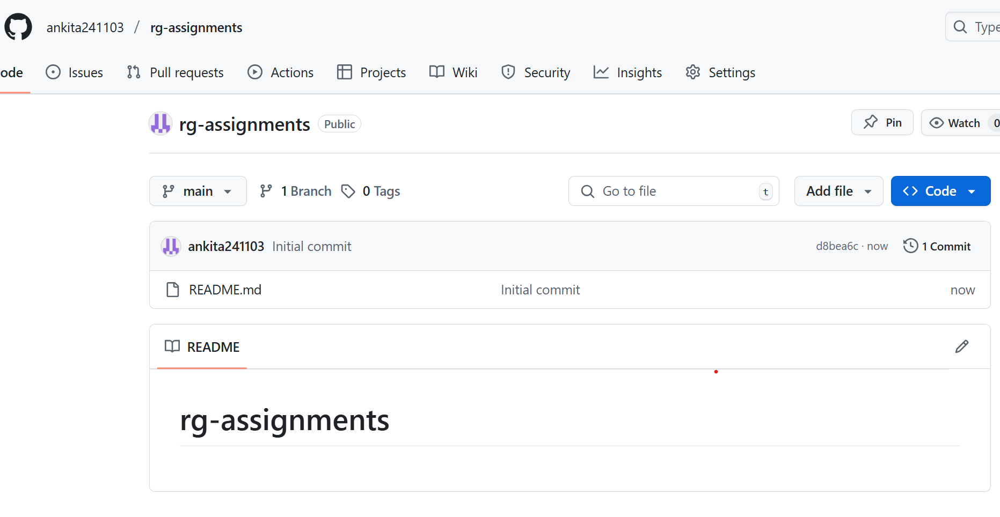 ankita241103 / rg-assignments Type
ode Issues Pull requests Actions Projects Wiki Security Insights Settings
rg-assignments Public Pin Watch 0
main 1 Branch 0 Tags Go to file t Add file <> Code
ankita241103 Initial commit d8bea6c · now 1 Commit
README.md Initial commit now
README
rg-assignments